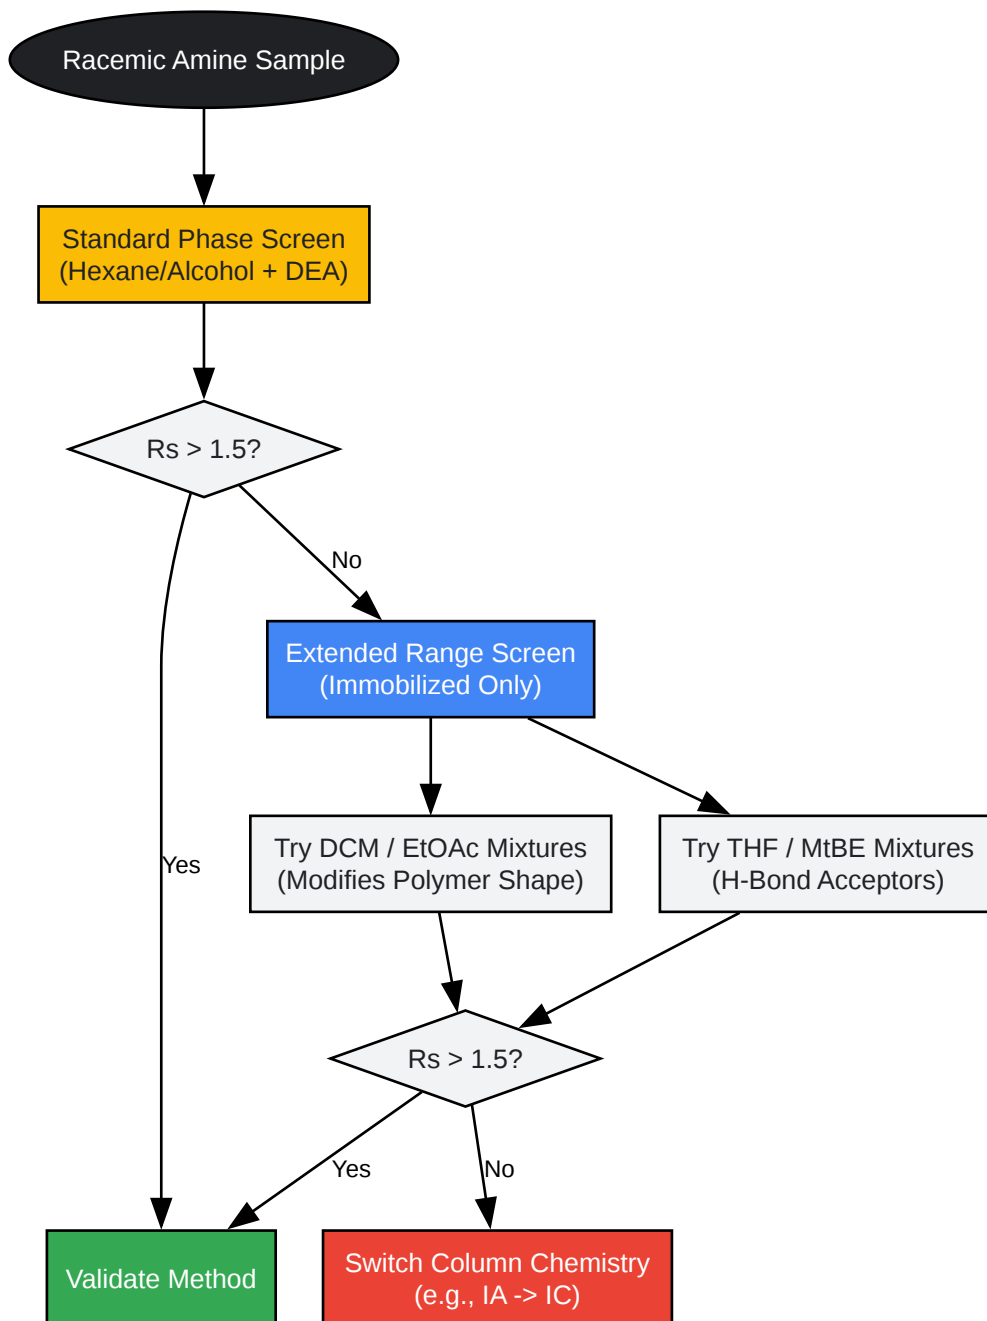 Racemic Amine Sample
Standard Phase Screen
(Hexane/Alcohol + DEA)
Rs > 1.5?
No
Extended Range Screen
(Immobilized Only)
Yes
Try DCM / EtOAc Mixtures
(Modifies Polymer Shape)
Try THF / MtBE Mixtures
(H-Bond Acceptors)
Rs > 1.5?
Yes
No
Validate Method
Switch Column Chemistry
(e.g., IA -> IC)